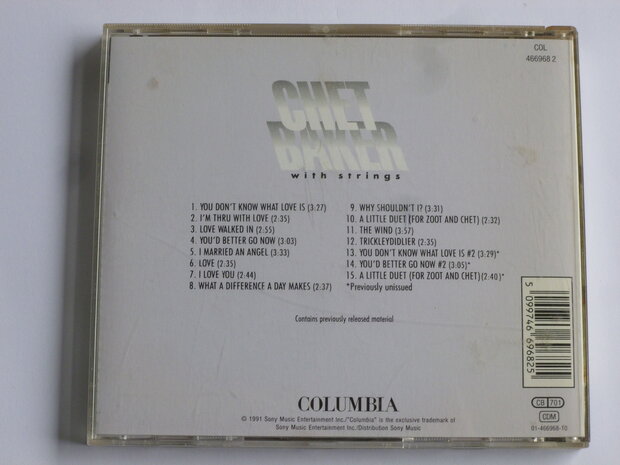 COL
466968 2
CHET
BAKER
with strings
1. YOU DON'T KNOW WHAT LOVE IS (3:27)
2. I'M THRU WITH LOVE (2:35)
3. LOVE WALKED IN (2:55)
4. YOU'D BETTER GO NOW (3:03)
5. I MARRIED AN ANGEL (3:33)
6. LOVE (2:35)
7. I LOVE YOU (2:44)
8. WHAT A DIFFERENCE A DAY MAKES (2:37)
9. WHY SHOULDN'T I? (3:31)
10. A LITTLE DUET (FOR ZOOT AND CHET) (2:32)
11. THE WIND (3:57)
12. TRICKLEYDIDLIER (2:35)
13. YOU DON'T KNOW WHAT LOVE IS #2 (3:29)*
14. YOU'D BETTER GO NOW #2 (3:05)*
15. A LITTLE DUET (FOR ZOOT AND CHET)(2:40)*
*Previously unissued
Contains previously released material
5 099746 696825
COLUMBIA
© 1991 Sony Music Entertainment Inc./"Columbia" is the exclusive trademark of
Sony Music Entertainment Inc./Distribution Sony Music
CB 701
CDM
01-466968-10